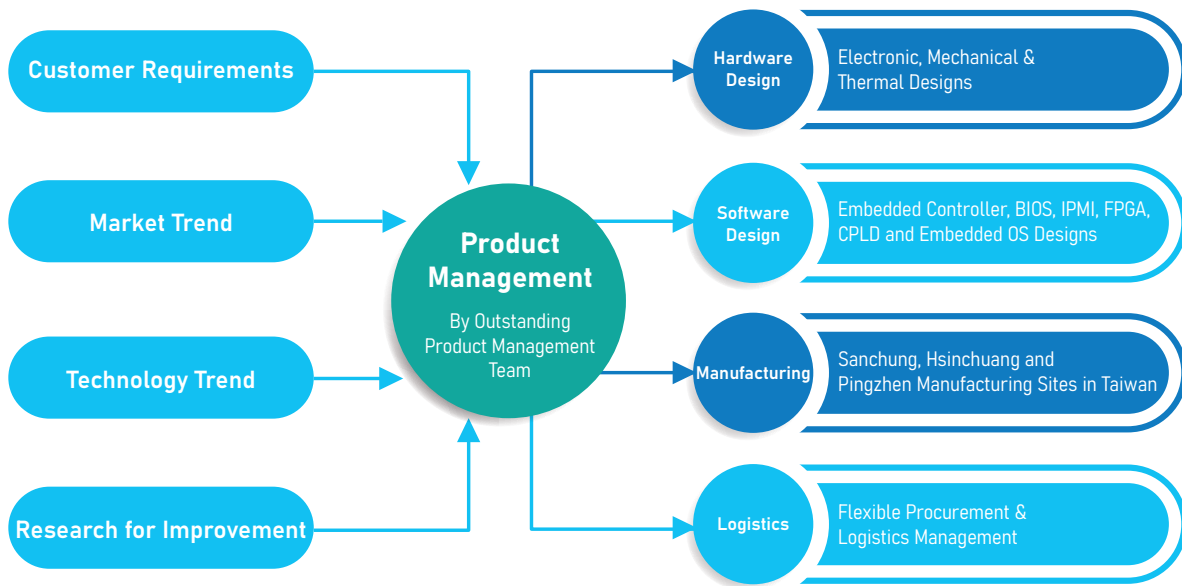 Customer Requirements
Market Trend
Technology Trend
Research for Improvement
Product
Management
By Outstanding
Product Management
Team
Hardware
Design
Electronic, Mechanical &
Thermal Designs
Software
Design
Embedded Controller, BIOS, IPMI, FPGA,
CPLD and Embedded OS Designs
Manufacturing
Sanchung, Hsinchuang and
Pingzhen Manufacturing Sites in Taiwan
Logistics
Flexible Procurement &
Logistics Management